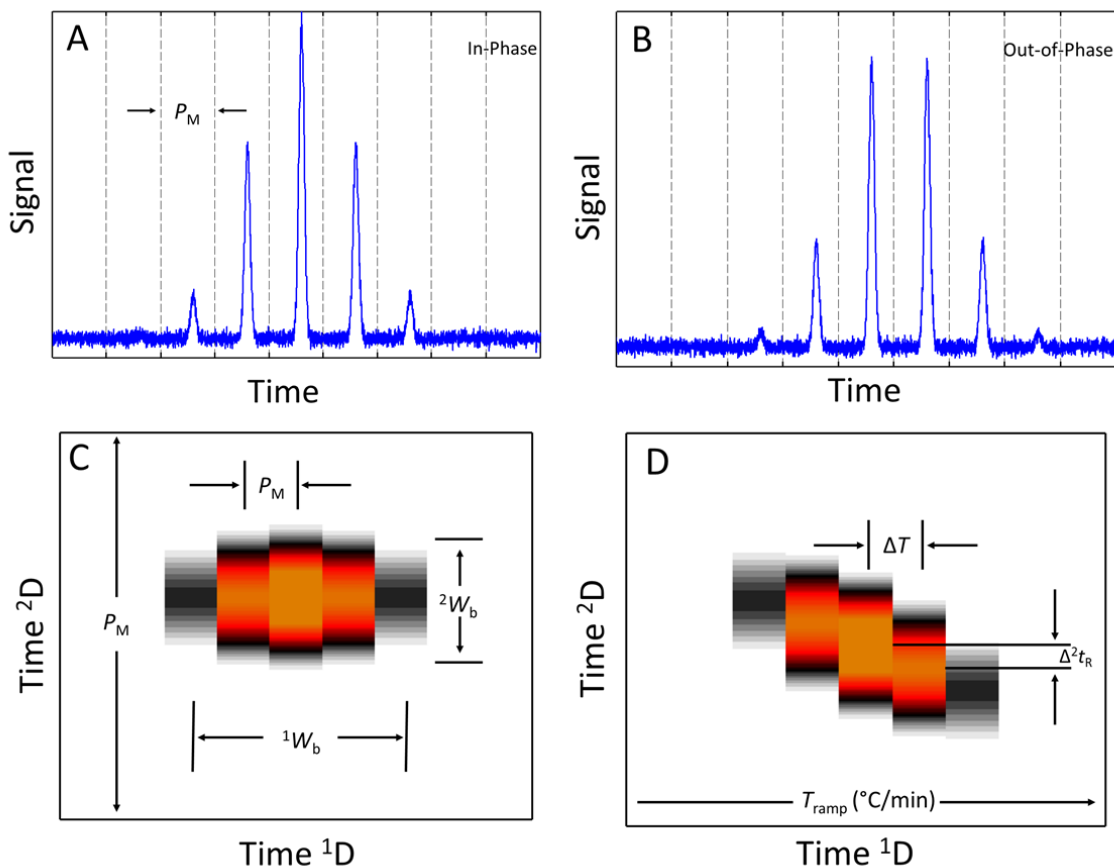 A
In-Phase
P_M
Signal
Time
B
Out-of-Phase
Signal
Time
C
P_M
P_M
²W_b
¹W_b
Time ²D
Time ¹D
D
ΔT
Δ²t_R
T_ramp (°C/min)
Time ²D
Time ¹D